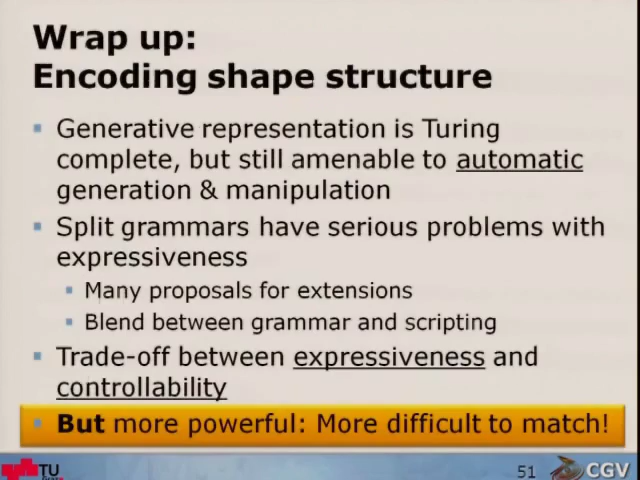 Wrap up:
Encoding shape structure
Generative representation is Turing
complete, but still amenable to automatic
generation & manipulation
Split grammars have serious problems with
expressiveness
Many proposals for extensions
Blend between grammar and scripting
Trade-off between expressiveness and
controllability
But more powerful: More difficult to match!
TU
51
CGV